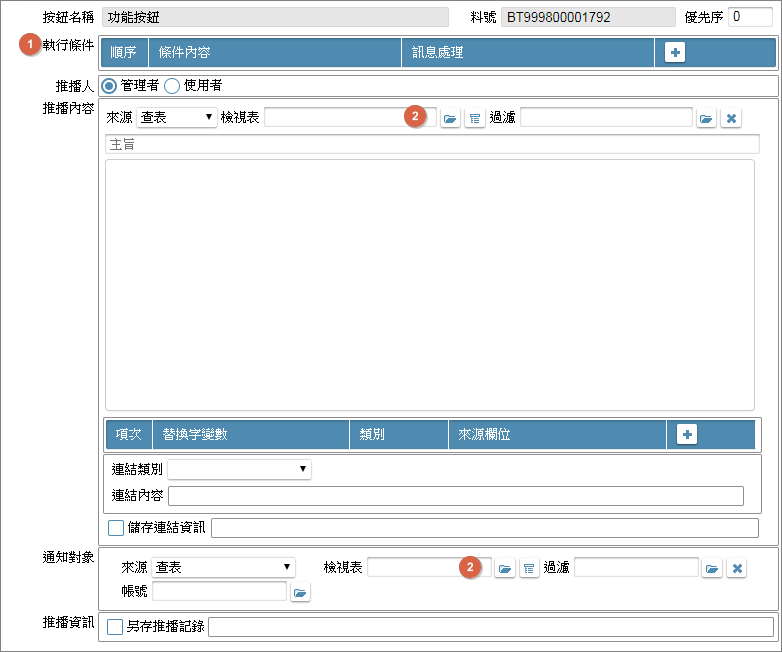 按鈕名稱 功能按鈕 料號 BT999800001792 優先序 0
1 執行條件 順序 條件內容 訊息處理
推播人 管理者 使用者
推播內容
來源 查表 檢視表 2 過濾
主旨
項次 替換字變數 類別 來源欄位
連結類別
連結內容
儲存連結資訊
通知對象
來源 查表 檢視表 2 過濾
帳號
推播資訊 另存推播記錄